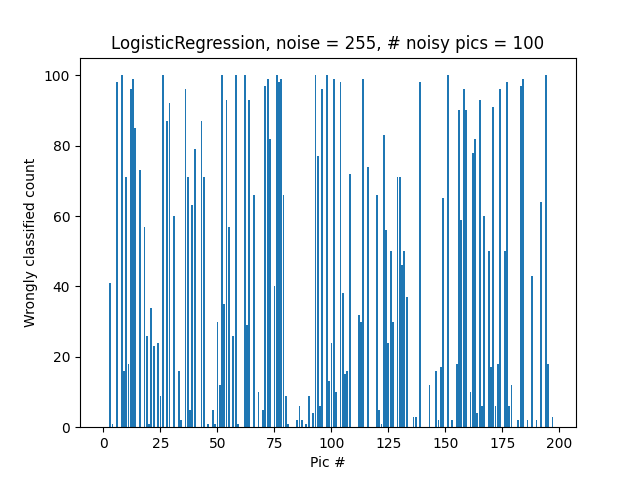 LogisticRegression, noise = 255, # noisy pics = 100
100
80
60
40
20
0
Wrongly classified count
0 25 50 75 100 125 150 175 200
Pic #